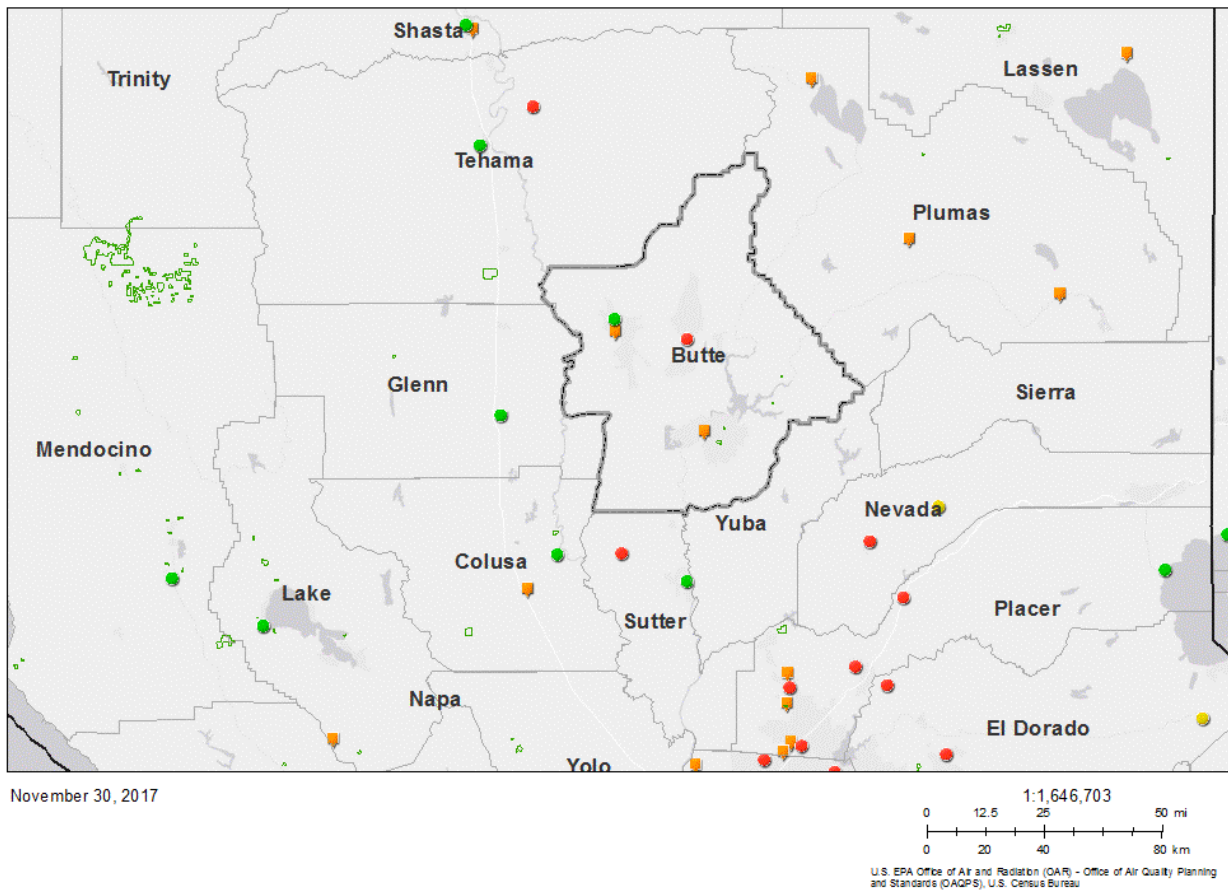 Shasta
Trinity
Lassen
Tehama
Plumas
Butte
Glenn
Sierra
Mendocino
Nevada
Yuba
Colusa
Lake
Placer
Sutter
Napa
El Dorado
Yolo
November 30, 2017
1:1,646,703
0 12.5 25 50 mi
0 20 40 80 km
U.S. EPA Office of Air and Radiation (OAR) - Office of Air Quality Planning
and Standards (OAQPS), U.S. Census Bureau